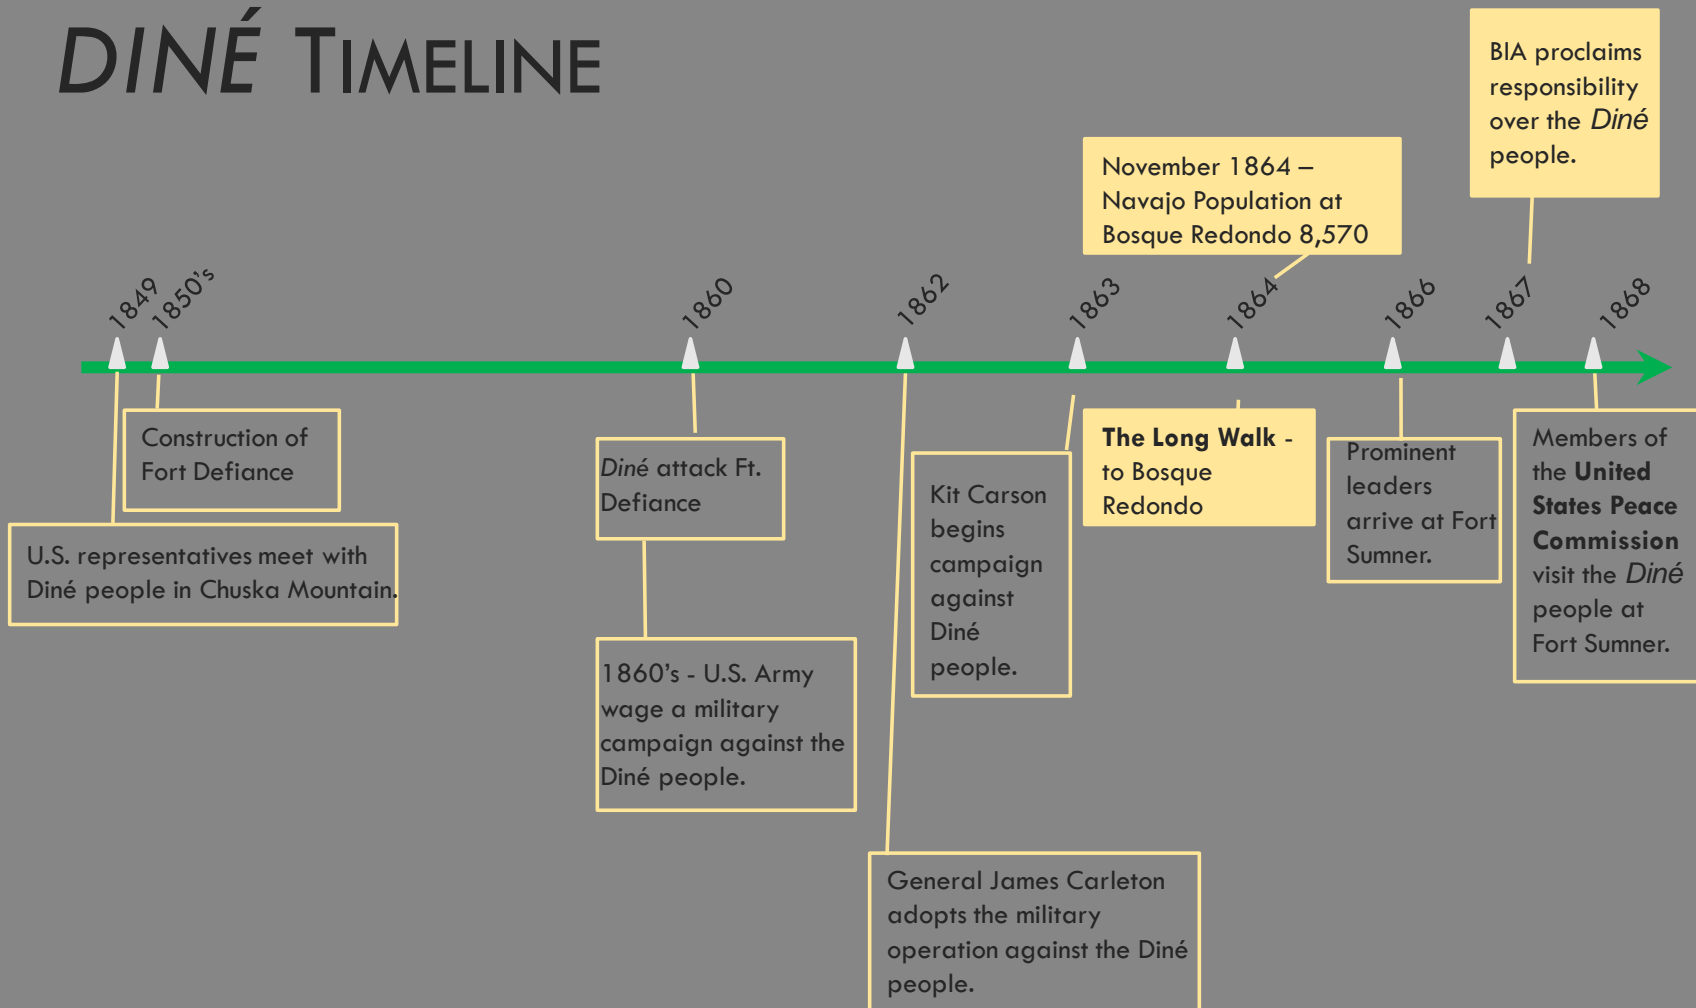 DINÉ TIMELINE
BIA proclaims
responsibility
over the Diné
people.
November 1864 –
Navajo Population at
Bosque Redondo 8,570
1849
1850's
1860
1862
1863
1864
1866
1867
1868
Construction of
Fort Defiance
U.S. representatives meet with
Diné people in Chuska Mountain.
Diné attack Ft.
Defiance
1860's - U.S. Army
wage a military
campaign against the
Diné people.
General James Carleton
adopts the military
operation against the Diné
people.
Kit Carson
begins
campaign
against
Diné
people.
The Long Walk -
to Bosque
Redondo
Prominent
leaders
arrive at Fort
Sumner.
Members of
the United
States Peace
Commission
visit the Diné
people at
Fort Sumner.